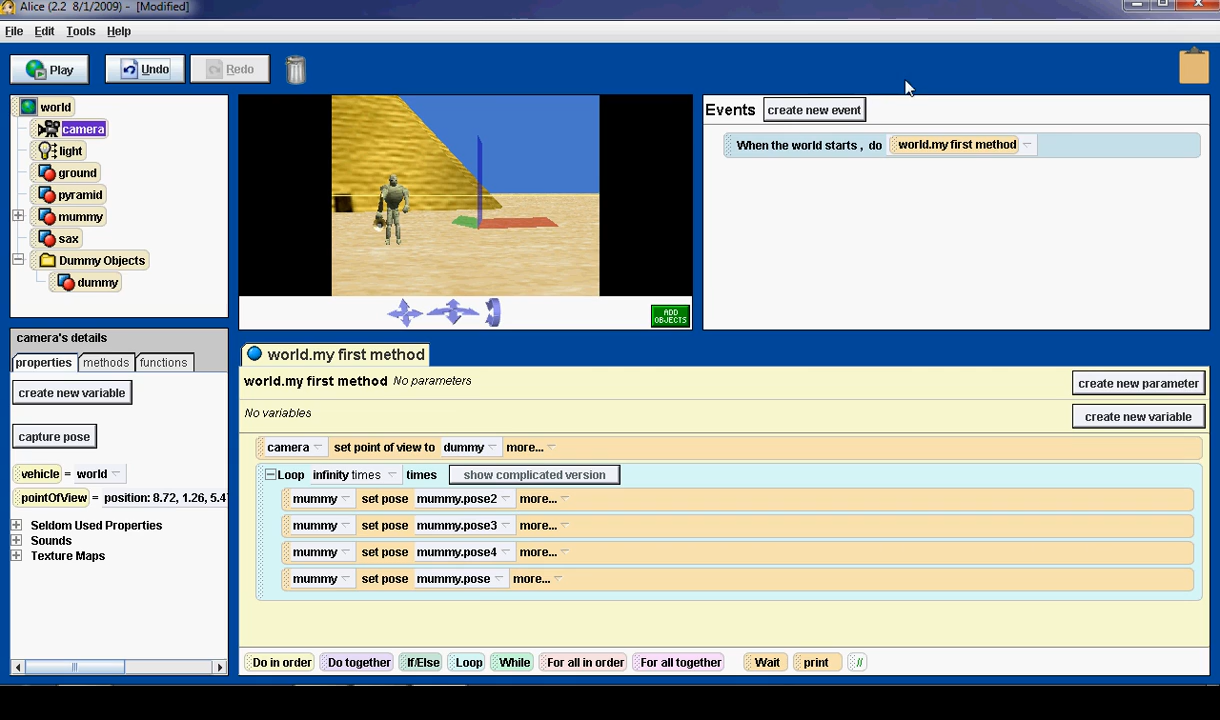 Alice (2.2 8/1/2009) - [Modified]
File Edit Tools Help
Play Undo Redo
world
camera
light
ground
pyramid
mummy
sax
Dummy Objects
dummy
ADD OBJECTS
Events create new event
When the world starts, do world.my first method
camera's details
properties methods functions
create new variable
capture pose
vehicle = world
pointOfView = position: 8.72, 1.26, 5.4
Seldom Used Properties
Sounds
Texture Maps
world.my first method
world.my first method No parameters
create new parameter
No variables
create new variable
camera set point of view to dummy more...
Loop infinity times times show complicated version
mummy set pose mummy.pose2 more...
mummy set pose mummy.pose3 more...
mummy set pose mummy.pose4 more...
mummy set pose mummy.pose more...
Do in order Do together If/Else Loop While For all in order For all together Wait print //